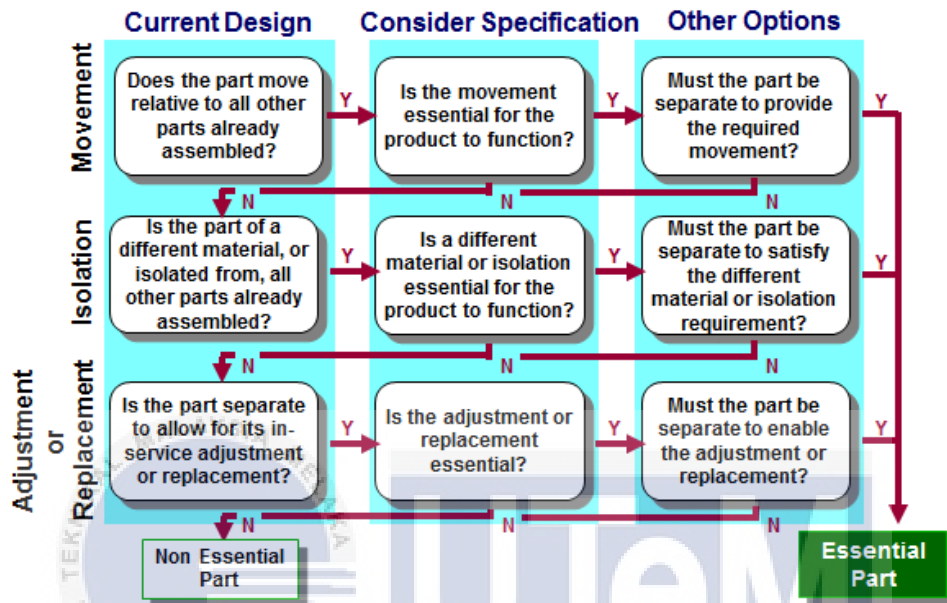 Current Design
Consider Specification
Other Options
Movement
Does the part move
relative to all other
parts already
assembled?
Y
Is the movement
essential for the
product to function?
Y
Must the part be
separate to provide
the required
movement?
Y
N
N
N
Isolation
Is the part of a
different material, or
isolated from, all
other parts already
assembled?
Y
Is a different
material or isolation
essential for the
product to function?
Y
Must the part be
separate to satisfy
the different
material or isolation
requirement?
Y
N
N
N
Adjustment
or
Replacement
Is the part separate
to allow for its in-
service adjustment
or replacement?
Y
Is the adjustment or
replacement
essential?
Y
Must the part be
separate to enable
the adjustment or
replacement?
Y
N
N
N
Non Essential
Part
Essential
Part
UTeM